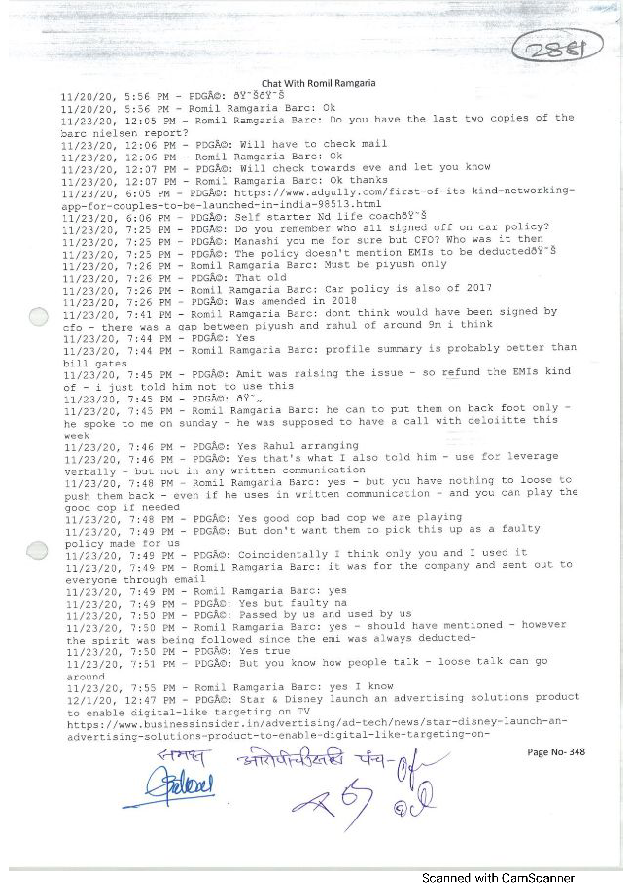 2881
Chat With Romil Ramgaria
11/20/20, 5:56 PM - PDGÃ©: ðŸ˜ŠðŸ˜Š
11/20/20, 5:56 PM - Romil Ramgaria Barc: Ok
11/23/20, 12:05 PM - Romil Ramgaria Barc: Do you have the last two copies of the
barc nielsen report?
11/23/20, 12:06 PM - PDGÃ©: Will have to check mail
11/23/20, 12:06 PM - Romil Ramgaria Barc: Ok
11/23/20, 12:07 PM - PDGÃ©: Will check towards eve and let you know
11/23/20, 12:07 PM - Romil Ramgaria Barc: Ok thanks
11/23/20, 6:05 PM - PDGÃ©: https://www.adgully.com/first-of-its-kind-networking-
app-for-couples-to-be-launched-in-india-98513.html
11/23/20, 6:06 PM - PDGÃ©: Self starter Nd life coachðŸ˜Š
11/23/20, 7:25 PM - PDGÃ©: Do you remember who all signed off on car policy?
11/23/20, 7:25 PM - PDGÃ©: Manashi you me for sure but CFO? Who was it then
11/23/20, 7:25 PM - PDGÃ©: The policy doesn't mention EMIs to be deductedðŸ˜Š
11/23/20, 7:26 PM - Romil Ramgaria Barc: Must be piyush only
11/23/20, 7:26 PM - PDGÃ©: That old
11/23/20, 7:26 PM - Romil Ramgaria Barc: Car policy is also of 2017
11/23/20, 7:26 PM - PDGÃ©: Was amended in 2018
11/23/20, 7:41 PM - Romil Ramgaria Barc: dont think would have been signed by
cfo - there was a gap between piyush and rahul of around 9n i think
11/23/20, 7:44 PM - PDGÃ©: Yes
11/23/20, 7:44 PM - Romil Ramgaria Barc: profile summary is probably better than
bill gates
11/23/20, 7:45 PM - PDGÃ©: Amit was raising the issue - so refund the EMIs kind
of - i just told him not to use this
11/23/20, 7:45 PM - PDGÃ©: ðŸ˜„
11/23/20, 7:45 PM - Romil Ramgaria Barc: he can to put them on back foot only -
he spoke to me on sunday - he was supposed to have a call with celoiitte this
week
11/23/20, 7:46 PM - PDGÃ©: Yes Rahul arranging
11/23/20, 7:46 PM - PDGÃ©: Yes that's what I also told him - use for leverage
verbally - but not in any written communication
11/23/20, 7:48 PM - Romil Ramgaria Barc: yes - but you have nothing to loose to
push them back - even if he uses in written communication - and you can play the
good cop if needed
11/23/20, 7:48 PM - PDGÃ©: Yes good cop bad cop we are playing
11/23/20, 7:49 PM - PDGÃ©: But don't want them to pick this up as a faulty
policy made for us
11/23/20, 7:49 PM - PDGÃ©: Coincidentally I think only you and I used it
11/23/20, 7:49 PM - Romil Ramgaria Barc: it was for the company and sent out to
everyone through email
11/23/20, 7:49 PM - Romil Ramgaria Barc: yes
11/23/20, 7:49 PM - PDGÃ©: Yes but faulty na
11/23/20, 7:50 PM - PDGÃ©: Passed by us and used by us
11/23/20, 7:50 PM - Romil Ramgaria Barc: yes - should have mentioned - however
the spirit was being followed since the emi was always deducted-
11/23/20, 7:50 PM - PDGÃ©: Yes true
11/23/20, 7:51 PM - PDGÃ©: But you know how people talk - loose talk can go
around
11/23/20, 7:55 PM - Romil Ramgaria Barc: yes I know
12/1/20, 12:47 PM - PDGÃ©: Star & Disney launch an advertising solutions product
to enable digital-like targeting on TV
https://www.businessinsider.in/advertising/ad-tech/news/star-disney-launch-an-
advertising-solutions-product-to-enable-digital-like-targeting-on-
Page No- 348
समक्ष पंच-
Scanned with CamScanner